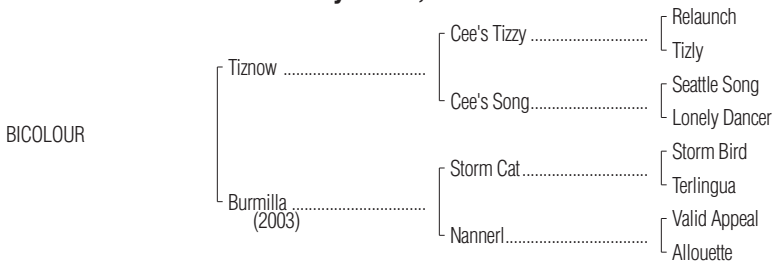 Relaunch
Cee's Tizzy
Tizly
Tiznow
Seattle Song
Cee's Song
Lonely Dancer
BICOLOUR
Storm Bird
Storm Cat
Terlingua
Burmilla
(2003)
Valid Appeal
Nannerl
Allouette